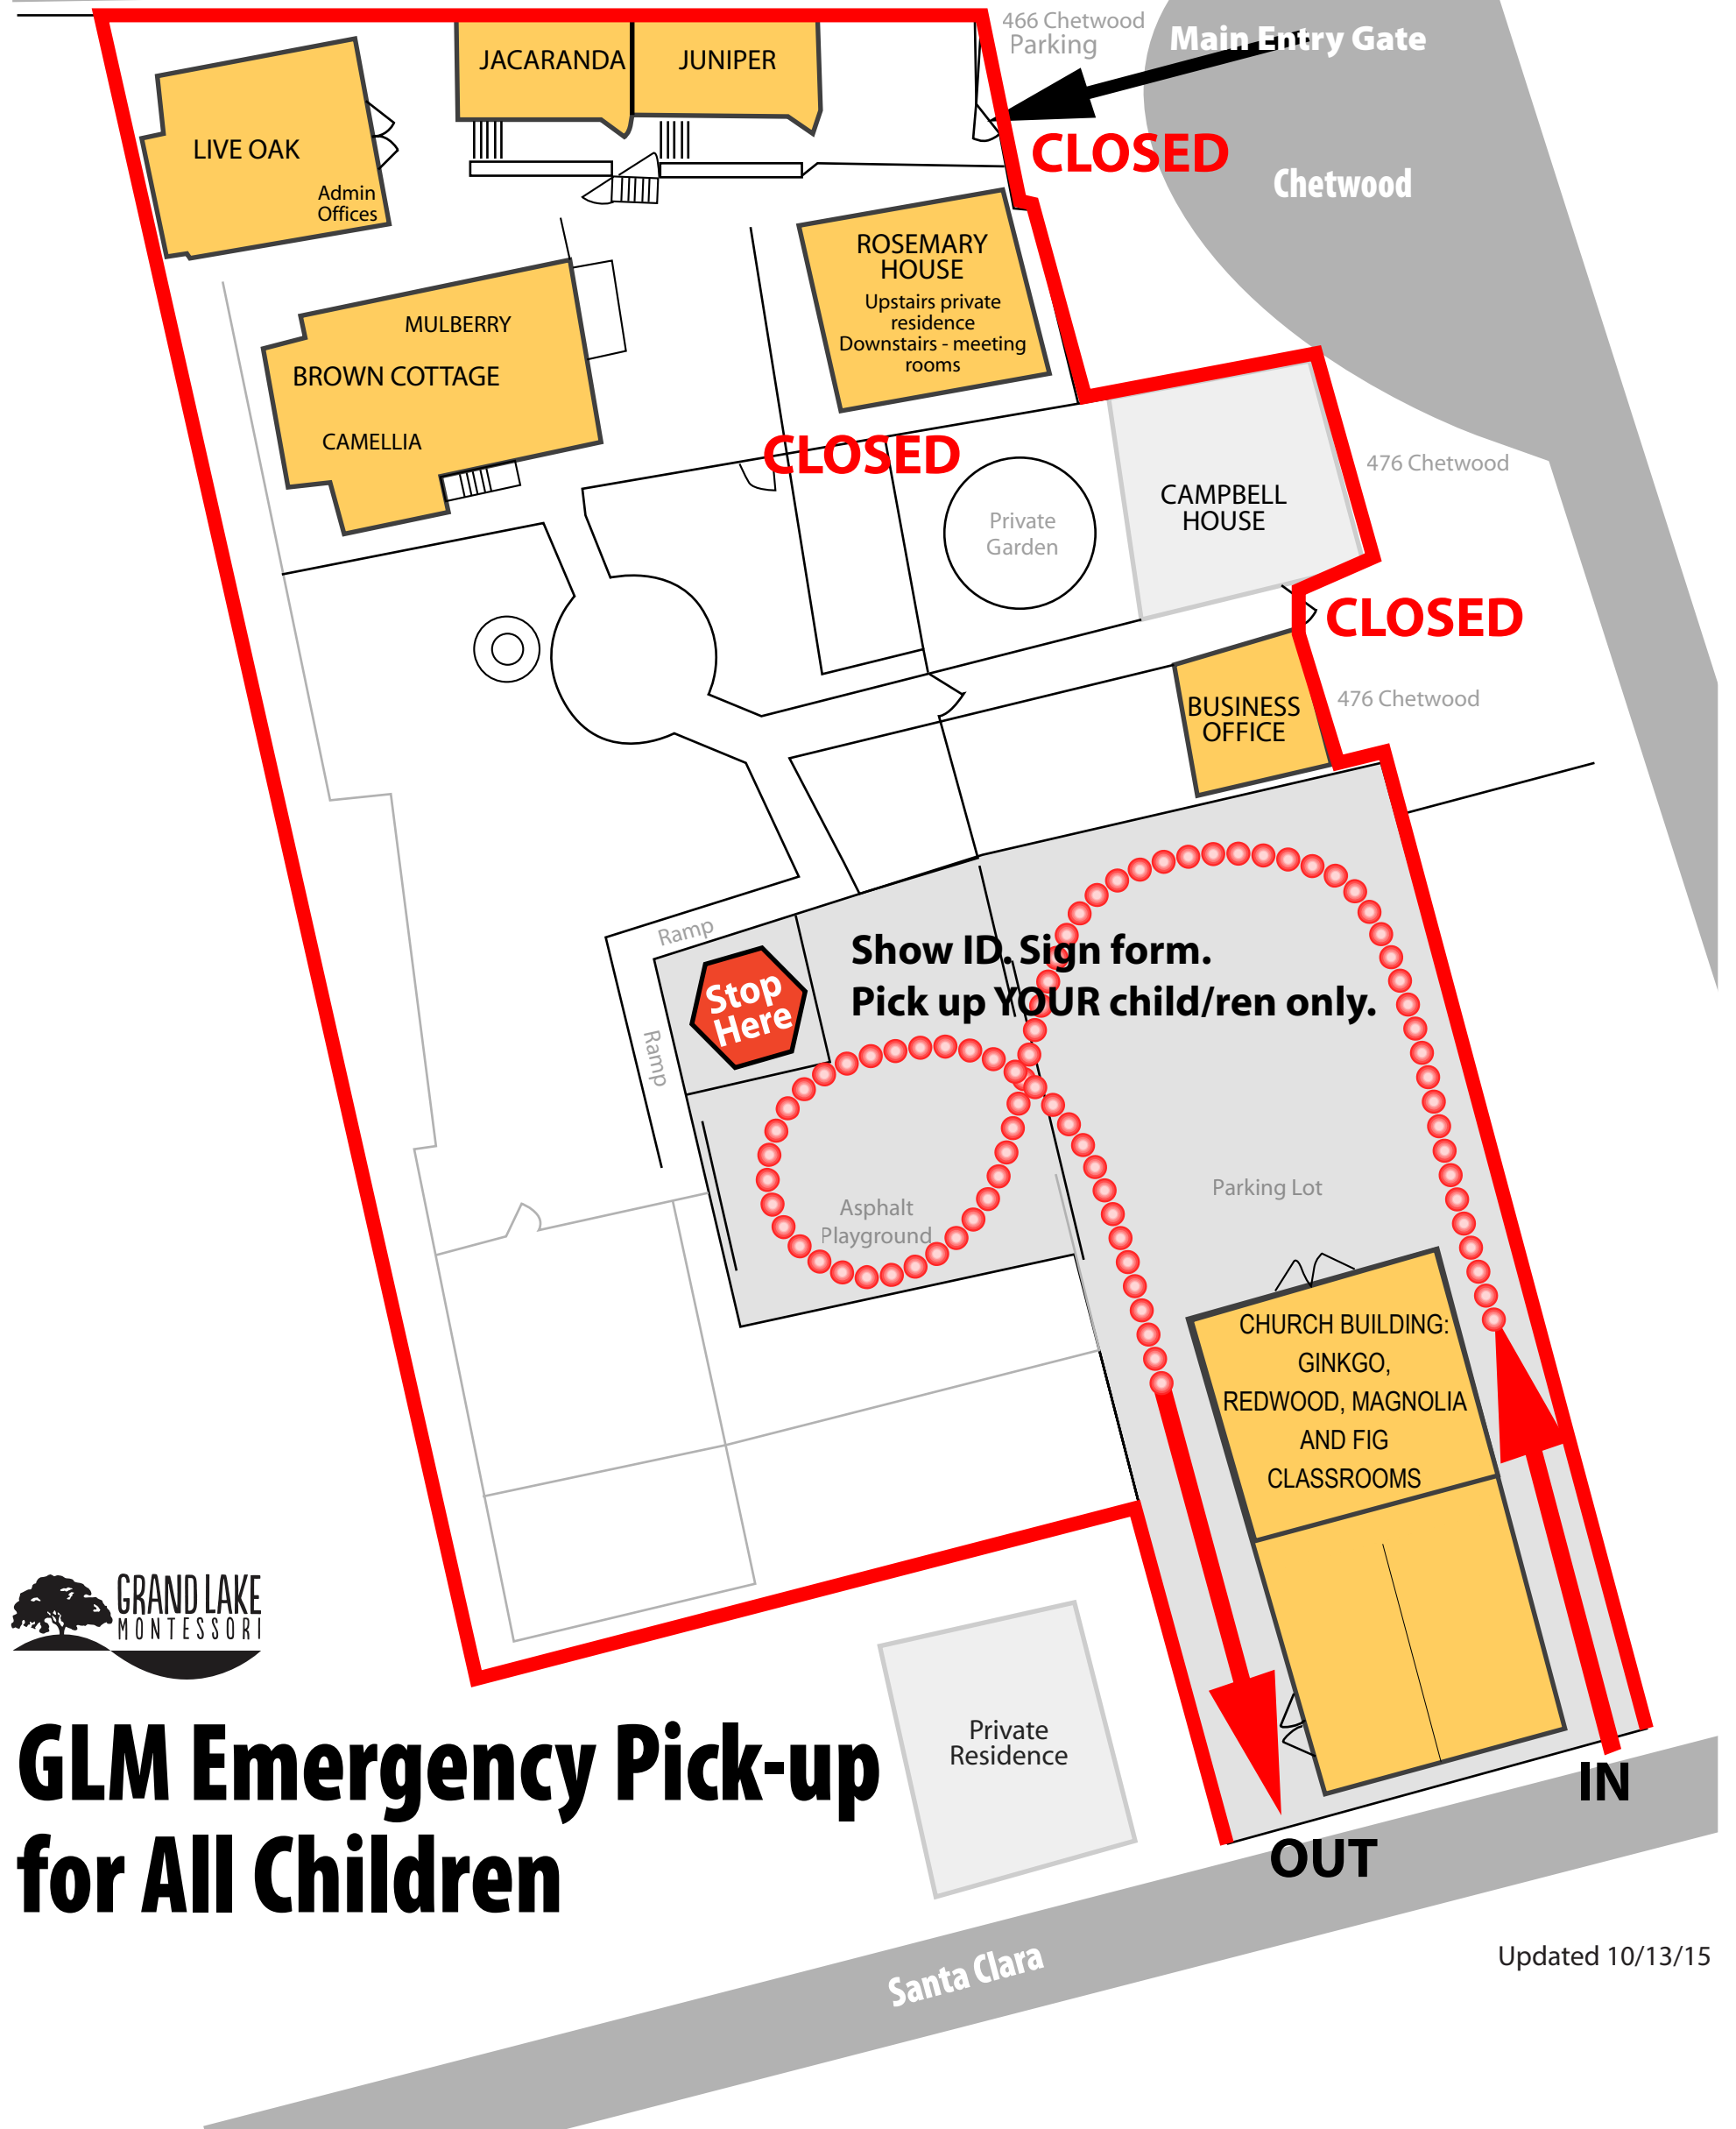 466 Chetwood
Parking
Main Entry Gate
JACARANDA
JUNIPER
LIVE OAK
Admin
Offices
CLOSED
Chetwood
ROSEMARY
HOUSE
Upstairs private
residence
Downstairs - meeting
rooms
MULBERRY
BROWN COTTAGE
CAMELLIA
CLOSED
476 Chetwood
CAMPBELL
HOUSE
Private
Garden
CLOSED
476 Chetwood
BUSINESS
OFFICE
Ramp
Show ID. Sign form.
Pick up YOUR child/ren only.
Stop
Here
Ramp
Parking Lot
Asphalt
Playground
CHURCH BUILDING:
GINKGO,
REDWOOD, MAGNOLIA
AND FIG
CLASSROOMS
GRAND LAKE
MONTESSORI
GLM Emergency Pick-up
for All Children
Private
Residence
IN
OUT
Santa Clara
Updated 10/13/15